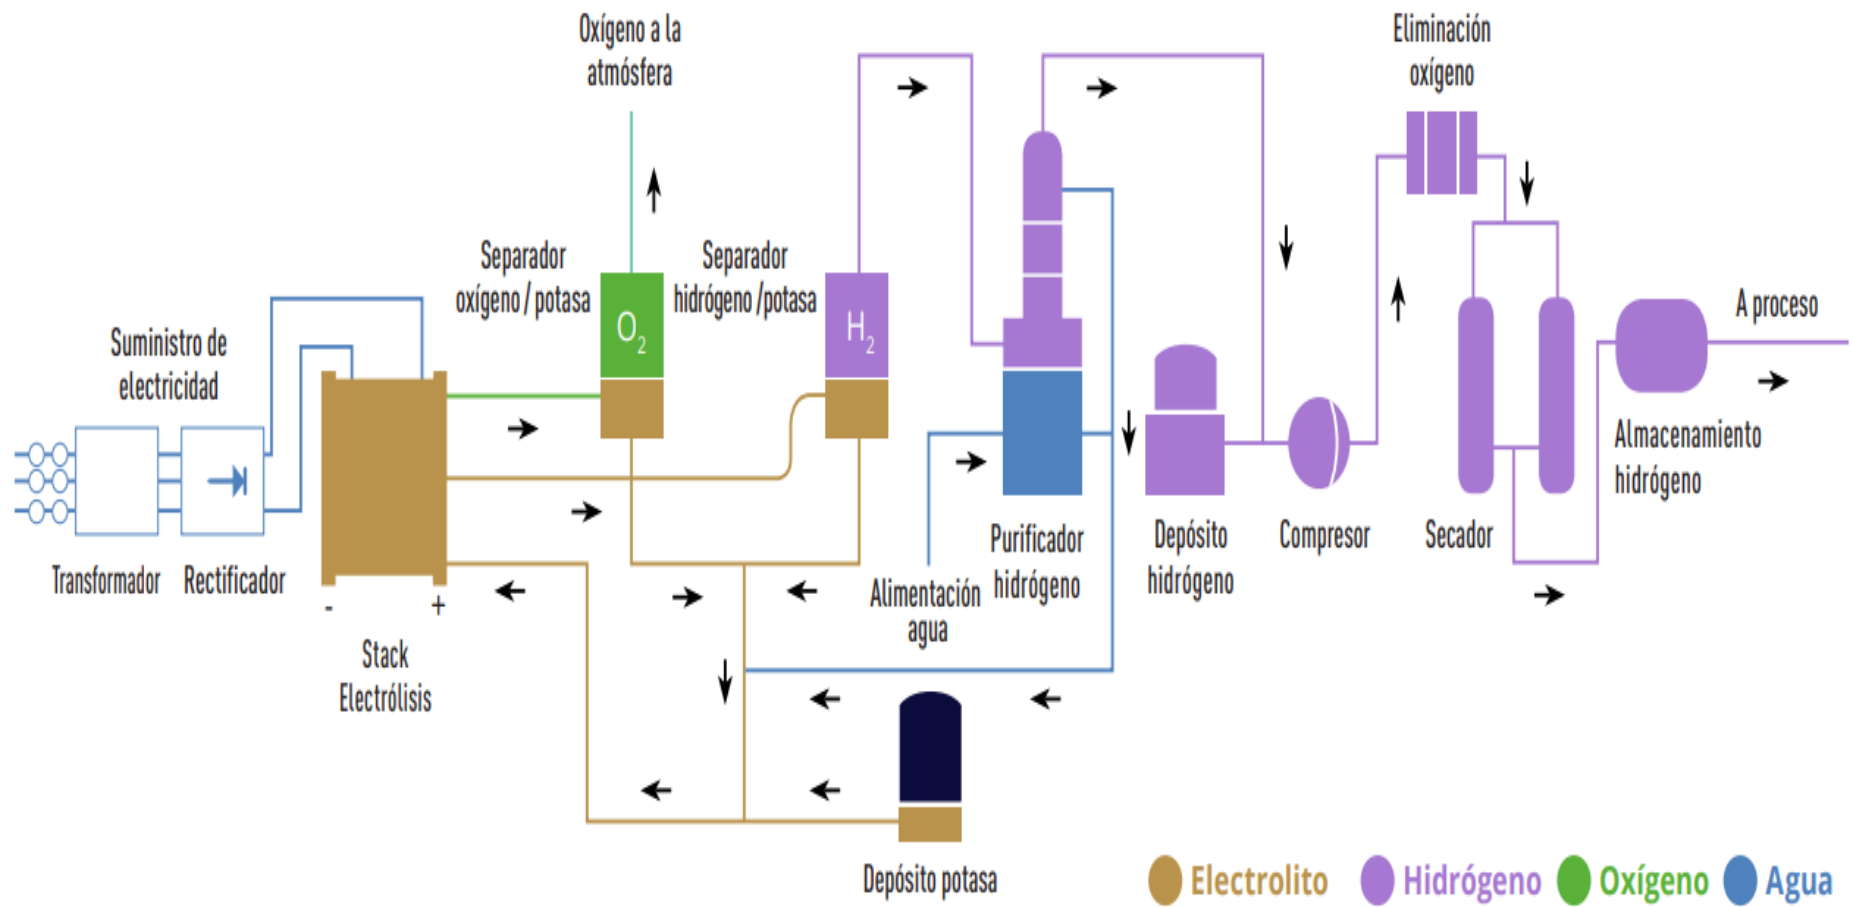 Oxígeno a la
atmósfera
Eliminación
oxígeno
Separador
oxígeno / potasa
Separador
hidrógeno /potasa
O2
H2
Suministro de
electricidad
A proceso
Almacenamiento
hidrógeno
Transformador
Rectificador
- +
Stack
Electrólisis
Alimentación
agua
Purificador
hidrógeno
Depósito
hidrógeno
Compresor
Secador
Depósito potasa
Electrolito
Hidrógeno
Oxígeno
Agua